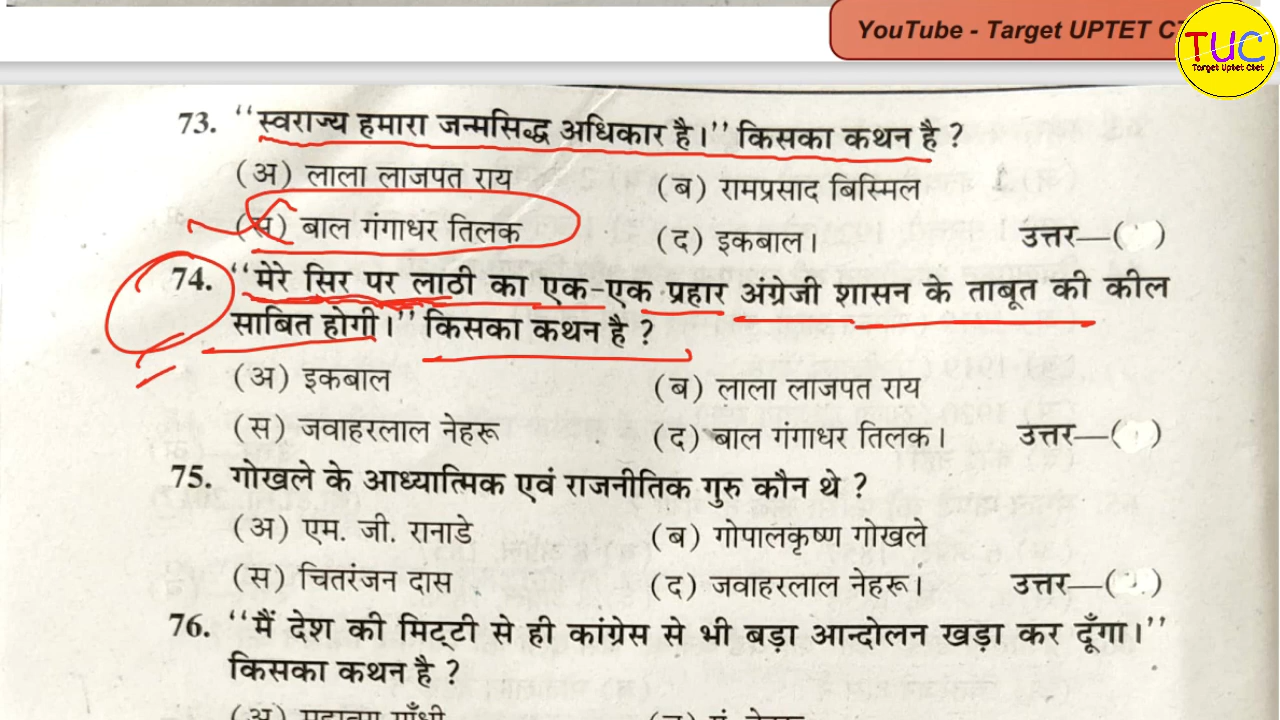 YouTube - Target UPTET
TUC
Target Uptet Ctet
73. ‘‘स्वराज्य हमारा जन्मसिद्ध अधिकार है।’’ किसका कथन है ?
(अ) लाला लाजपत राय (ब) रामप्रसाद बिस्मिल
(स) बाल गंगाधर तिलक (द) इकबाल। उत्तर—( )
74. ‘‘मेरे सिर पर लाठी का एक-एक प्रहार अंग्रेजी शासन के ताबूत की कील
साबित होगी।’’ किसका कथन है ?
(अ) इकबाल (ब) लाला लाजपत राय
(स) जवाहरलाल नेहरू (द) बाल गंगाधर तिलक। उत्तर—( )
75. गोखले के आध्यात्मिक एवं राजनीतिक गुरु कौन थे ?
(अ) एम. जी. रानाडे (ब) गोपालकृष्ण गोखले
(स) चितरंजन दास (द) जवाहरलाल नेहरू। उत्तर—( )
76. ‘‘मैं देश की मिट्टी से ही कांग्रेस से भी बड़ा आन्दोलन खड़ा कर दूँगा।’’
किसका कथन है ?